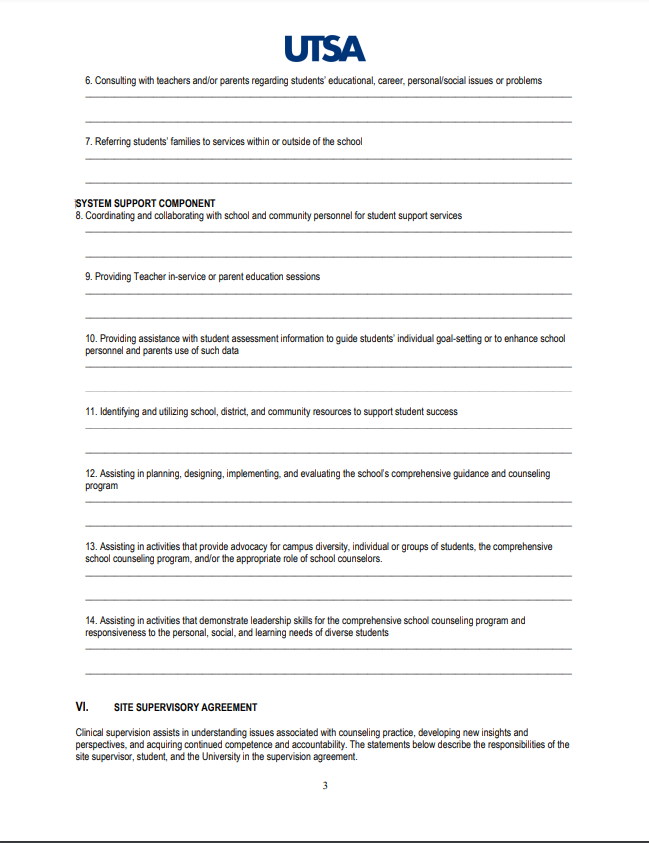 UTSA
6. Consulting with teachers and/or parents regarding students' educational, career, personal/social issues or problems
7. Referring students' families to services within or outside of the school
SYSTEM SUPPORT COMPONENT
8. Coordinating and collaborating with school and community personnel for student support services
9. Providing Teacher in-service or parent education sessions
10. Providing assistance with student assessment information to guide students' individual goal-setting or to enhance school
personnel and parents use of such data
11. Identifying and utilizing school, district, and community resources to support student success
12. Assisting in planning, designing, implementing, and evaluating the school's comprehensive guidance and counseling
program
13. Assisting in activities that provide advocacy for campus diversity, individual or groups of students, the comprehensive
school counseling program, and/or the appropriate role of school counselors.
14. Assisting in activities that demonstrate leadership skills for the comprehensive school counseling program and
responsiveness to the personal, social, and learning needs of diverse students
VI. SITE SUPERVISORY AGREEMENT
Clinical supervision assists in understanding issues associated with counseling practice, developing new insights and
perspectives, and acquiring continued competence and accountability. The statements below describe the responsibilities of the
site supervisor, student, and the University in the supervision agreement.
3